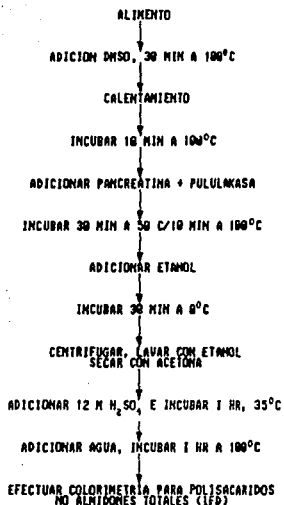 ALIMENTO
ADICION DMSO, 30 MIN A 100°C
CALENTAMIENTO
INCUBAR 10 MIN A 100°C
ADICIONAR PANCREATINA + PULULANASA
INCUBAR 30 MIN A 50 C/10 MIN A 100°C
ADICIONAR ETANOL
INCUBAR 30 MIN A 0°C
CENTRIFUGAR, LAVAR CON ETANOL
SECAR CON ACETONA
ADICIONAR 12 M H₂SO₄ E INCUBAR 1 HR, 35°C
ADICIONAR AGUA, INCUBAR 1 HR A 100°C
EFECTUAR COLORIMETRIA PARA POLISACARIDOS
NO ALMIDONES TOTALES (IFD)